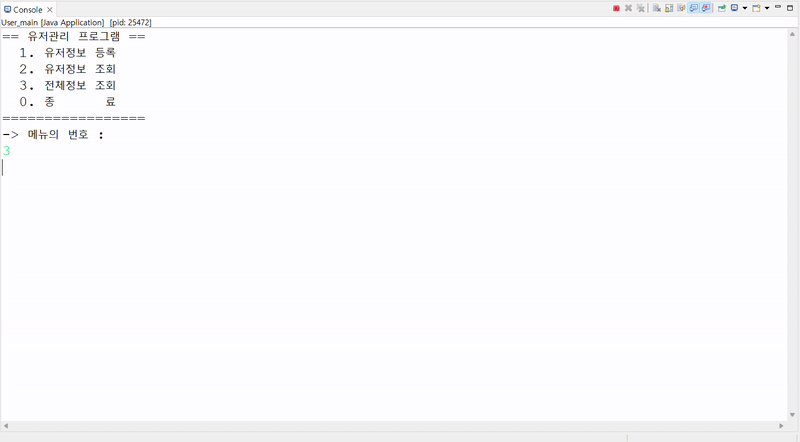 Console
User_main [Java Application] [pid: 25472]
== 유저관리 프로그램 ==
1. 유저정보 등록
2. 유저정보 조회
3. 전체정보 조회
0. 종 료
=================
-> 메뉴의 번호 :
3